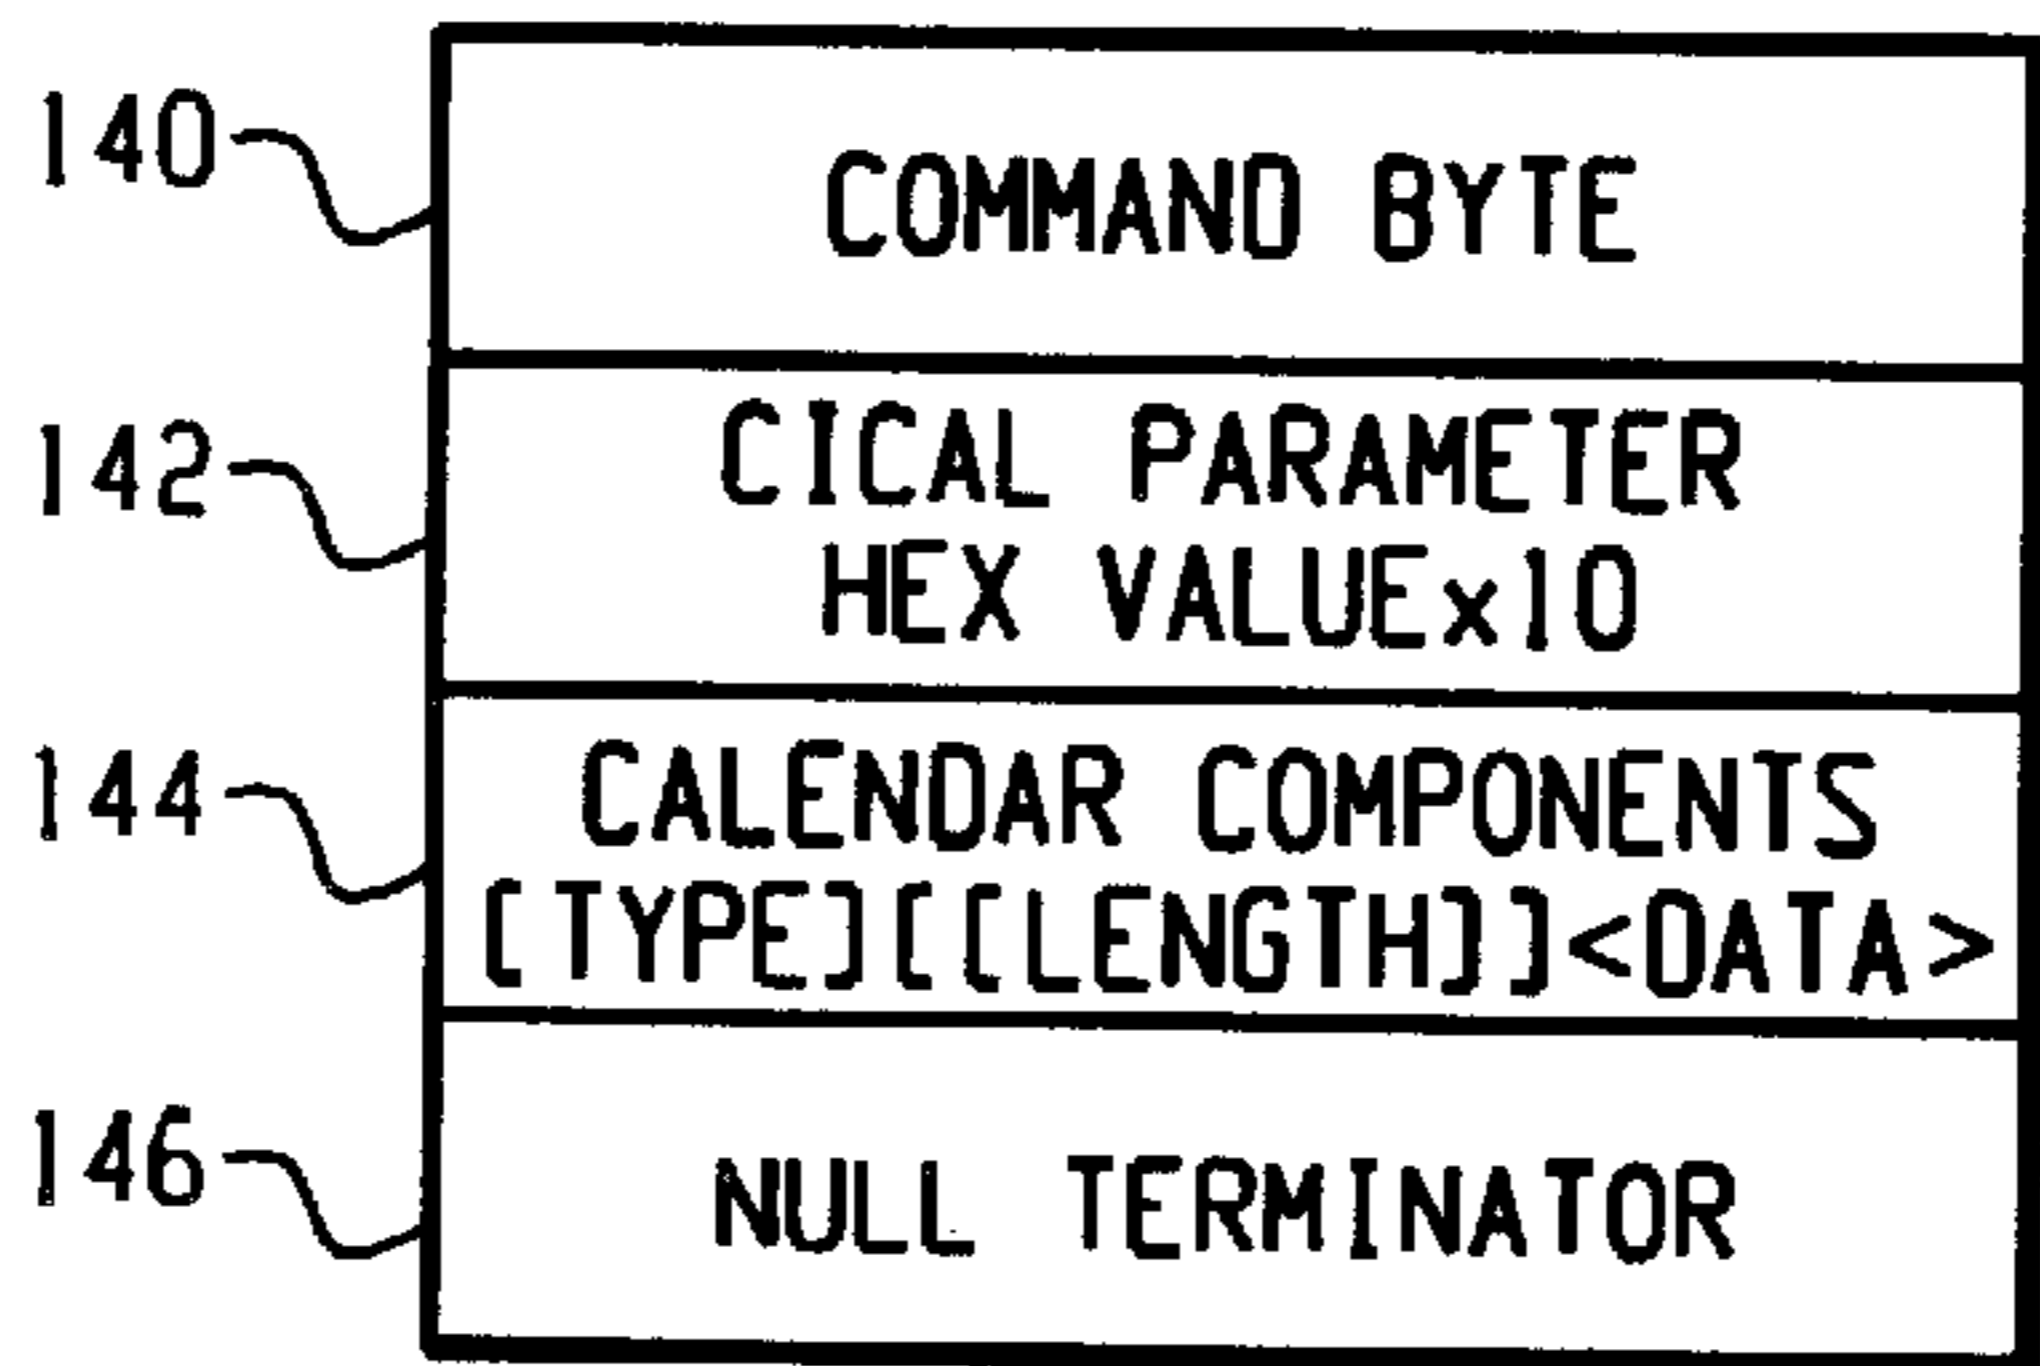 140
COMMAND BYTE
142
CICAL PARAMETER
HEX VALUEx10
144
CALENDAR COMPONENTS
[TYPE][[LENGTH]]<DATA>
146
NULL TERMINATOR